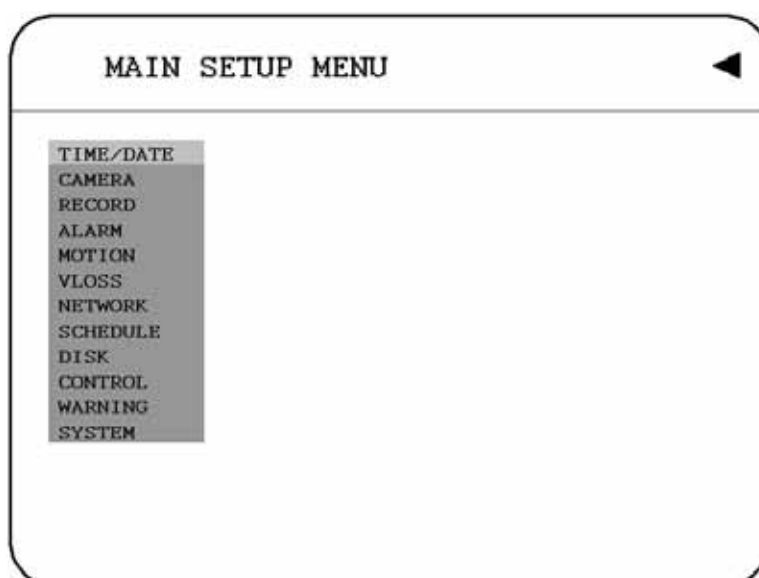 MAIN SETUP MENU
TIME/DATE
CAMERA
RECORD
ALARM
MOTION
VLOSS
NETWORK
SCHEDULE
DISK
CONTROL
WARNING
SYSTEM